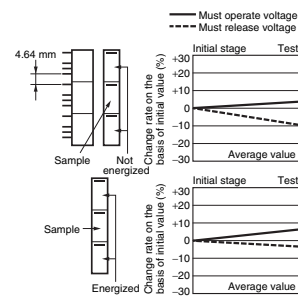 Must operate voltage
Must release voltage
4.64 mm
Sample
Not
energized
Change rate on the
basis of initial value (%)
Initial stage
Test
+30
+20
+10
0
−10
−20
−30
Average value
Sample
Energized
Change rate on the
basis of initial value (%)
Initial stage
Test
+30
+20
+10
0
−10
−20
−30
Average value